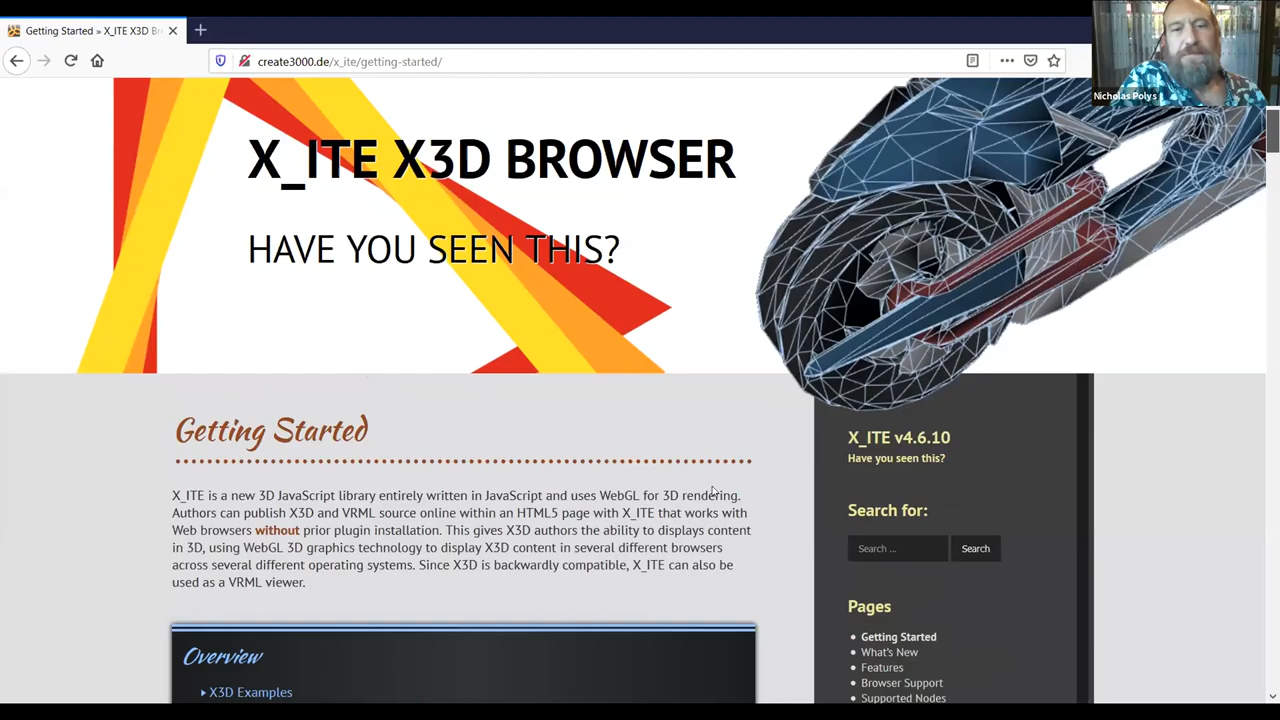 Getting Started » X_ITE X3D Br
create3000.de/x_ite/getting-started/
Nicholas Polys
X_ITE X3D BROWSER
HAVE YOU SEEN THIS?
Getting Started
X_ITE is a new 3D JavaScript library entirely written in JavaScript and uses WebGL for 3D rendering.
Authors can publish X3D and VRML source online within an HTML5 page with X_ITE that works with
Web browsers without prior plugin installation. This gives X3D authors the ability to displays content
in 3D, using WebGL 3D graphics technology to display X3D content in several different browsers
across several different operating systems. Since X3D is backwardly compatible, X_ITE can also be
used as a VRML viewer.
Overview
X3D Examples
X_ITE v4.6.10
Have you seen this?
Search for:
Search ...
Search
Pages
Getting Started
What's New
Features
Browser Support
Supported Nodes